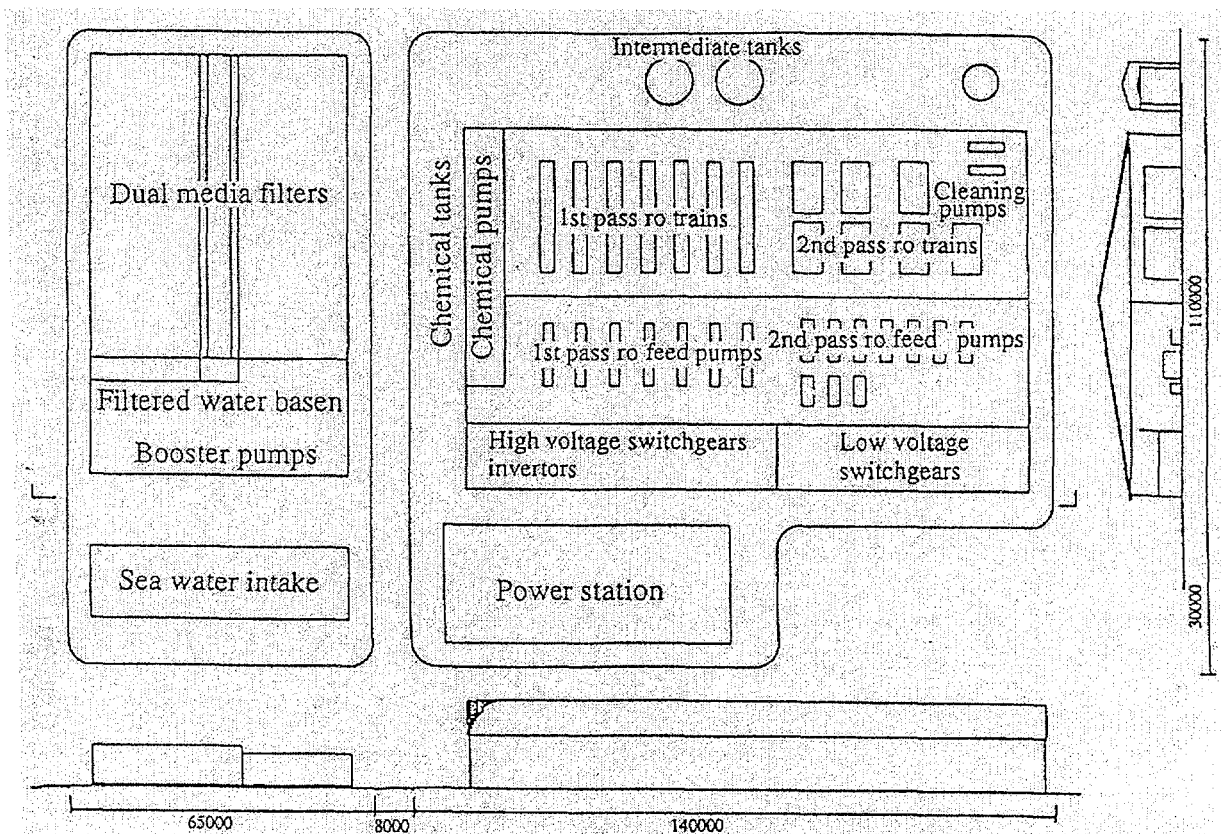 Intermediate tanks
Dual media filters
Chemical tanks
Chemical pumps
1st pass ro trains
Cleaning
pumps
2nd pass ro trains
1st pass ro feed pumps
2nd pass ro feed pumps
Filtered water basen
Booster pumps
High voltage switchgears
invertors
Low voltage
switchgears
Sea water intake
Power station
110000
30000
65000
8000
140000